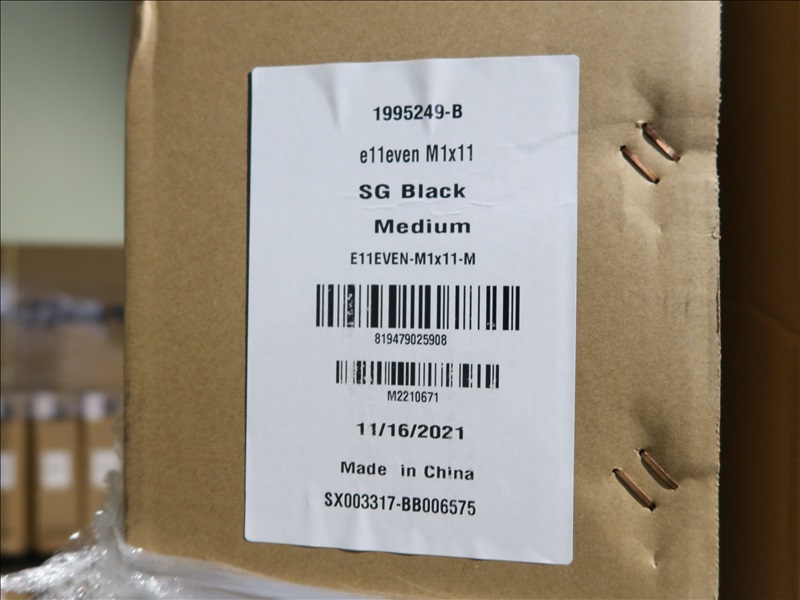 1995249-B
e11even M1x11
SG Black
Medium
E11EVEN-M1x11-M
819479025908
M2210671
11/16/2021
Made in China
SX003317-BB006575